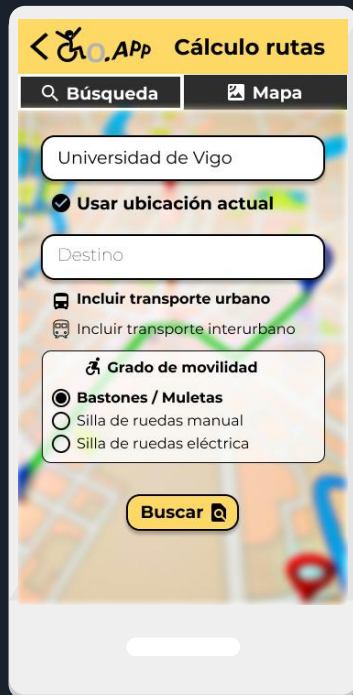 o.APP Cálculo rutas
Búsqueda Mapa
Universidad de Vigo
Usar ubicación actual
Destino
Incluir transporte urbano
Incluir transporte interurbano
Grado de movilidad
Bastones / Muletas
Silla de ruedas manual
Silla de ruedas eléctrica
Buscar